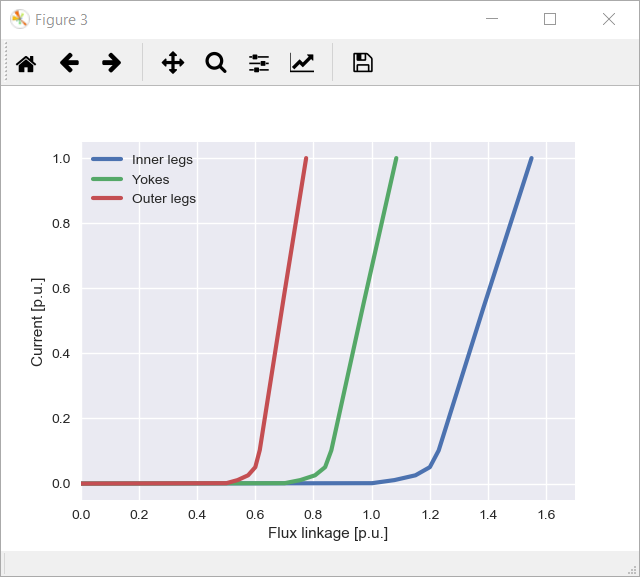 Figure 3
1.0
0.8
0.6
0.4
0.2
0.0
Current [p.u.]
Inner legs
Yokes
Outer legs
0.0 0.2 0.4 0.6 0.8 1.0 1.2 1.4 1.6
Flux linkage [p.u.]